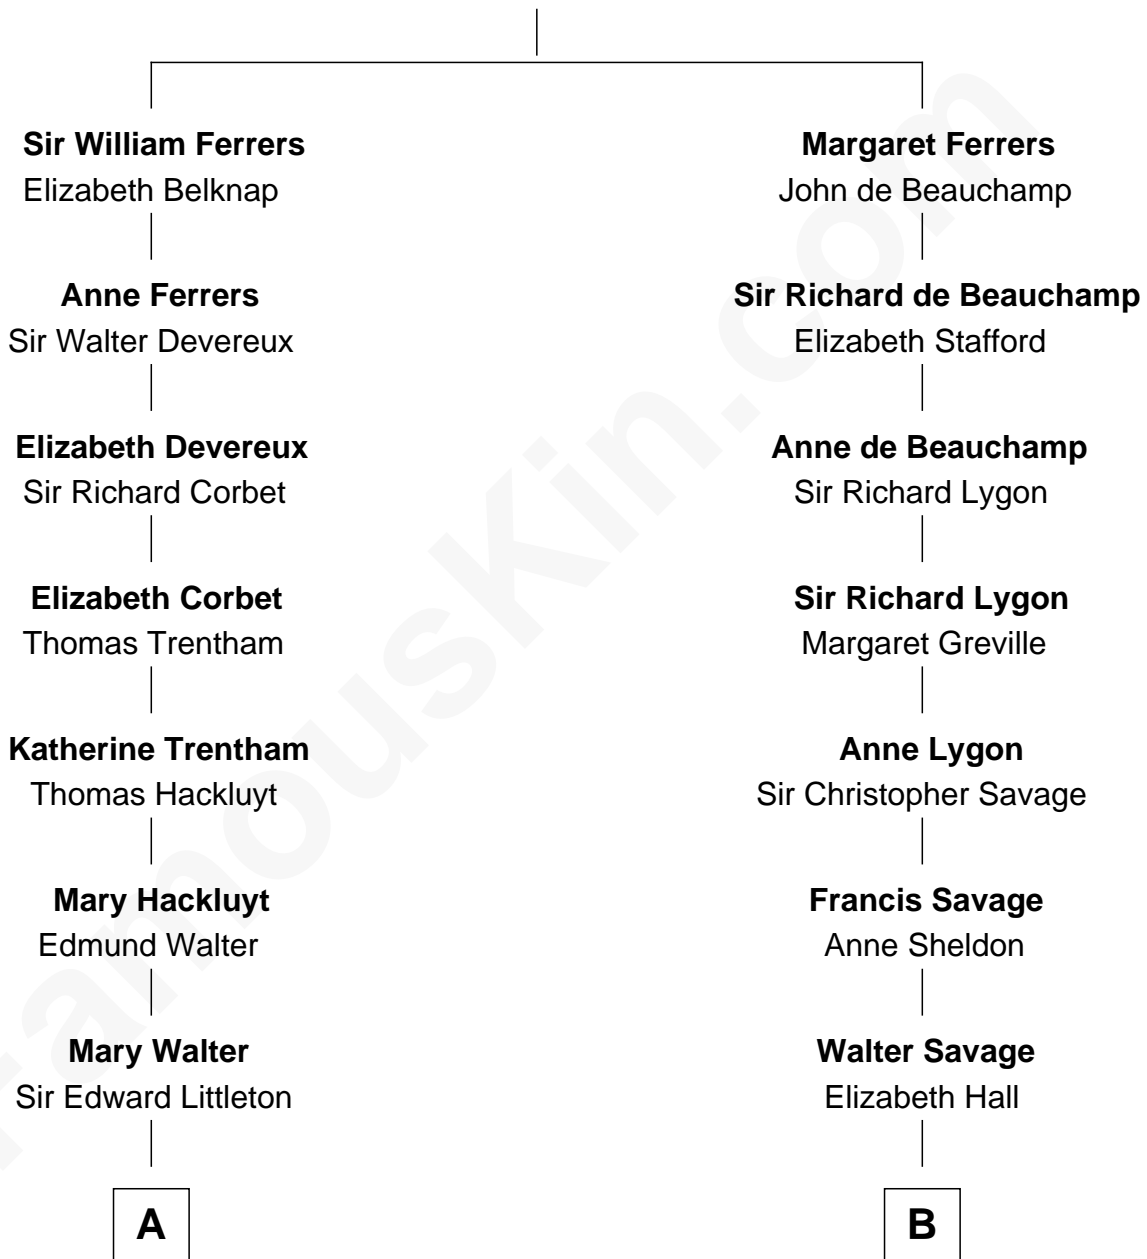 Sir William Ferrers
Elizabeth Belknap
Margaret Ferrers
John de Beauchamp
Anne Ferrers
Sir Walter Devereux
Sir Richard de Beauchamp
Elizabeth Stafford
Elizabeth Devereux
Sir Richard Corbet
Anne de Beauchamp
Sir Richard Lygon
Elizabeth Corbet
Thomas Trentham
Sir Richard Lygon
Margaret Greville
Katherine Trentham
Thomas Hackluyt
Anne Lygon
Sir Christopher Savage
Mary Hackluyt
Edmund Walter
Francis Savage
Anne Sheldon
Mary Walter
Sir Edward Littleton
Walter Savage
Elizabeth Hall
A
B
FamousKin.com